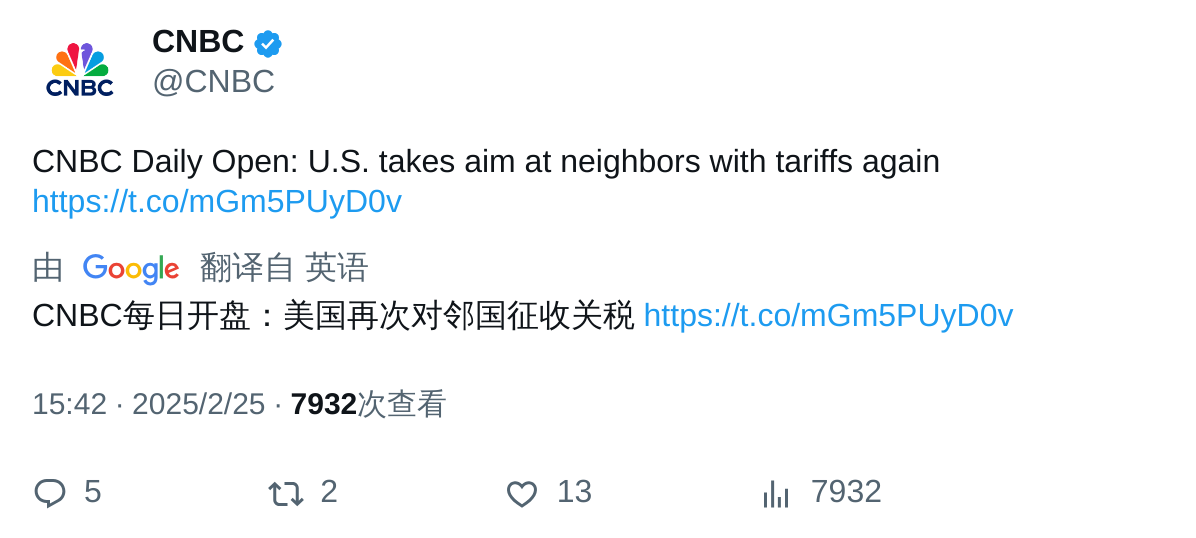 CNBC
CNBC
@CNBC
CNBC Daily Open: U.S. takes aim at neighbors with tariffs again
https://t.co/mGm5PUyD0v
由 Google 翻译自 英语
CNBC每日开盘：美国再次对邻国征收关税 https://t.co/mGm5PUyD0v
15:42 · 2025/2/25 · 7932次查看
5 2 13 7932